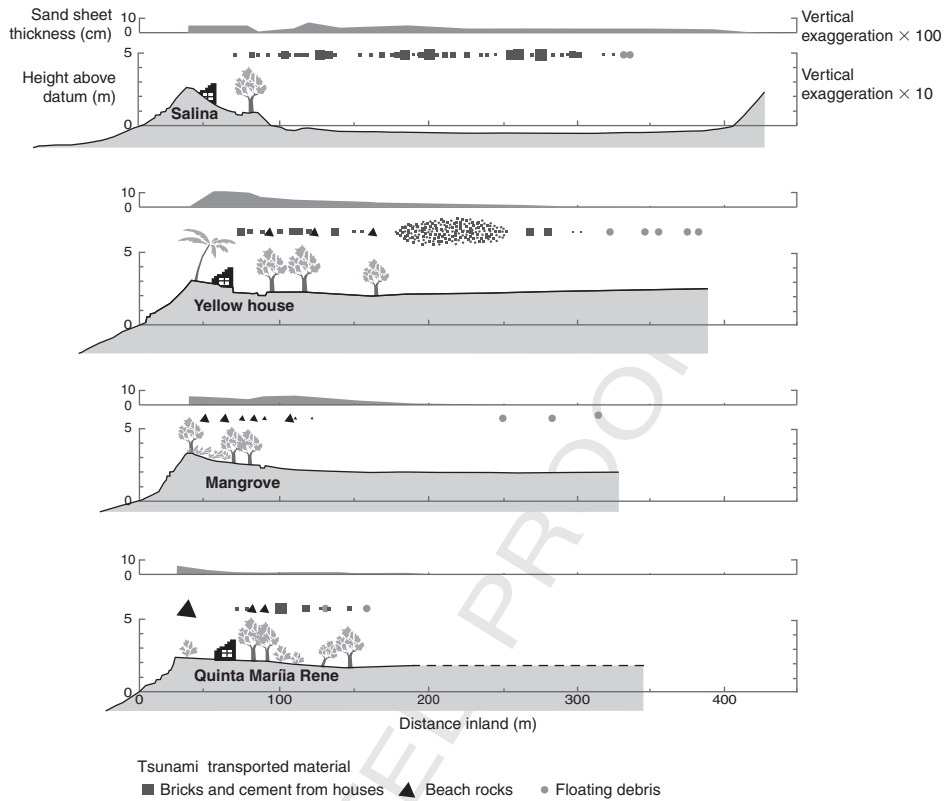 Sand sheet
thickness (cm)
10
0
Vertical
exaggeration × 100
Height above
datum (m)
5
0
Vertical
exaggeration × 10
Salina
10
0
5
0
Yellow house
10
0
5
0
Mangrove
10
0
5
0
Quinta Maríia Rene
0 100 200 300 400
Distance inland (m)
Tsunami transported material
Bricks and cement from houses Beach rocks Floating debris